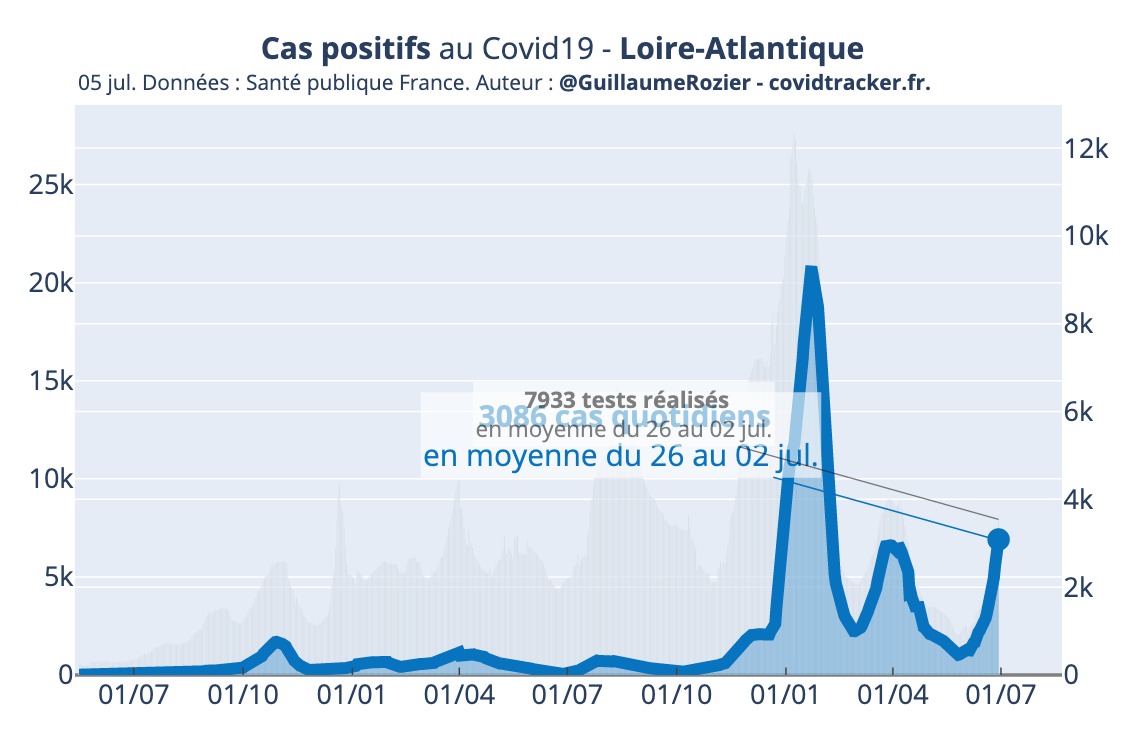 Cas positifs au Covid19 - Loire-Atlantique
05 jul. Données : Santé publique France. Auteur : @GuillaumeRozier - covidtracker.fr.
12k
25k
10k
20k
8k
15k
7933 tests réalisés
3086 cas quotidiens
6k
en moyenne du 26 au 02 jul.
en moyenne du 26 au 02 jul.
10k
4k
5k
2k
0
0
01/07 01/10 01/01 01/04 01/07 01/10 01/01 01/04 01/07